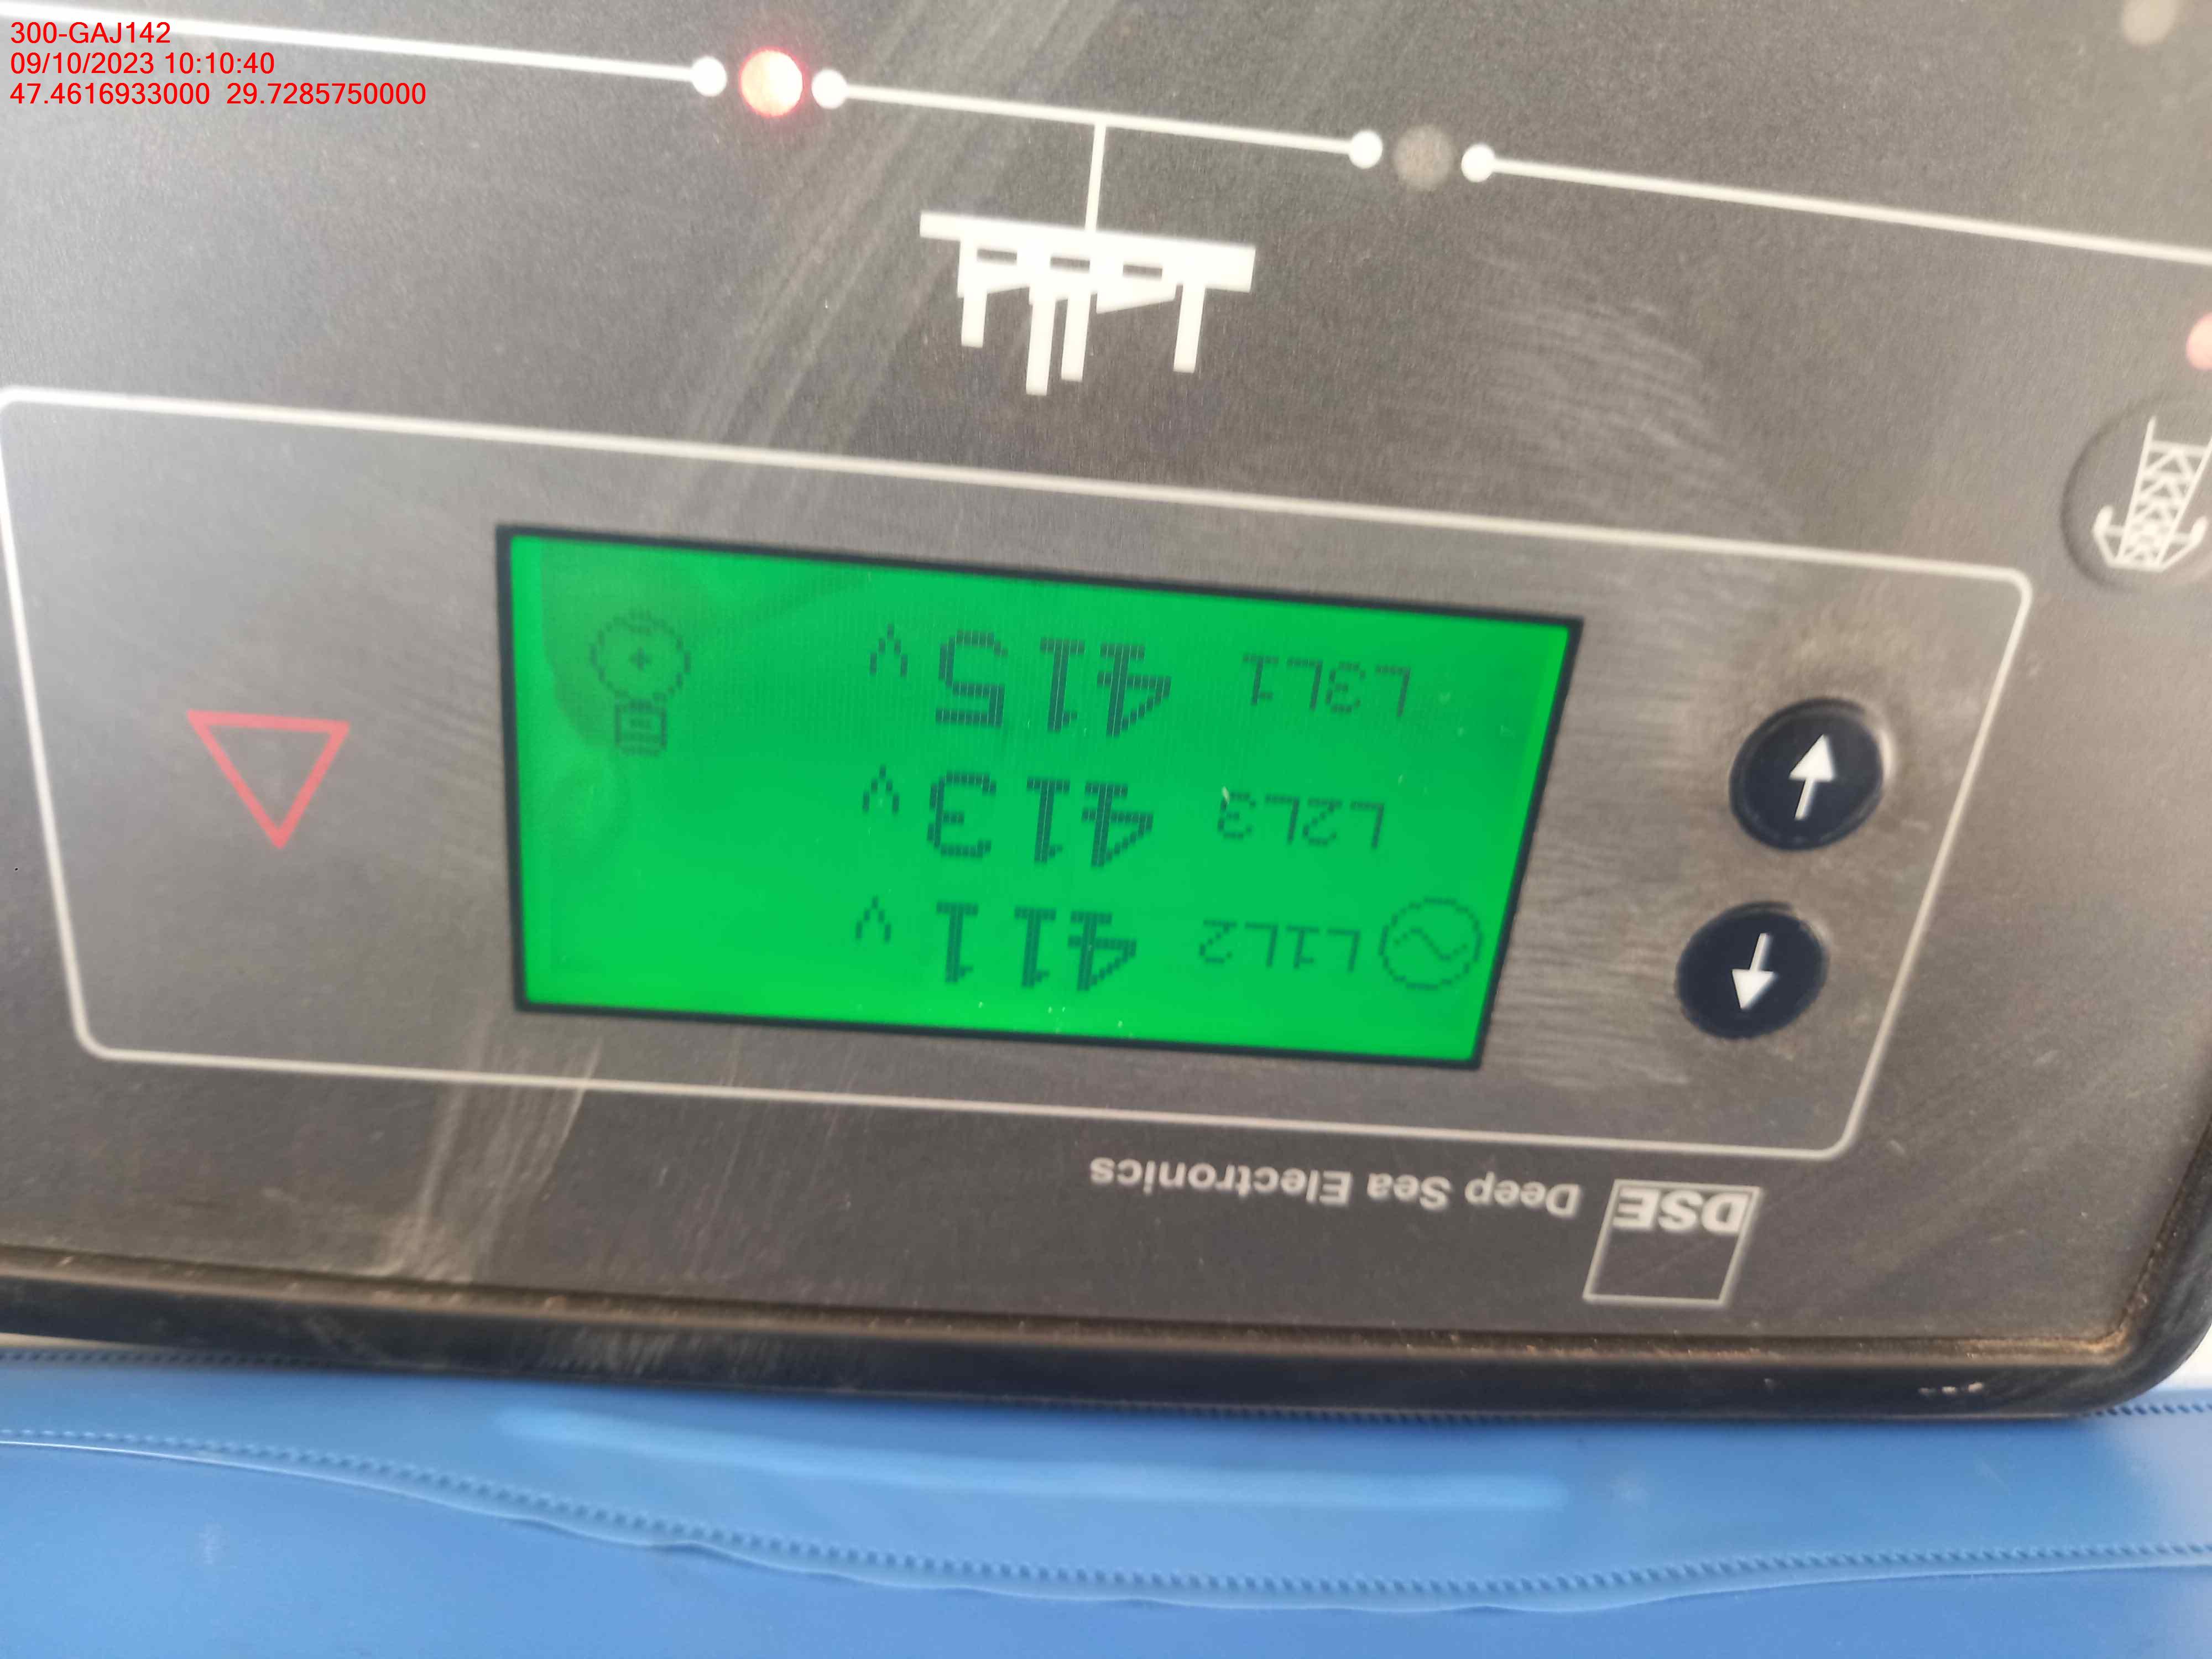 300-GAJ142
09/10/2023 10:10:40
47.4616933000 29.7285750000
DSE Deep Sea Electronics
L1L2 411 V
L2L3 413 V
L3L1 415 V